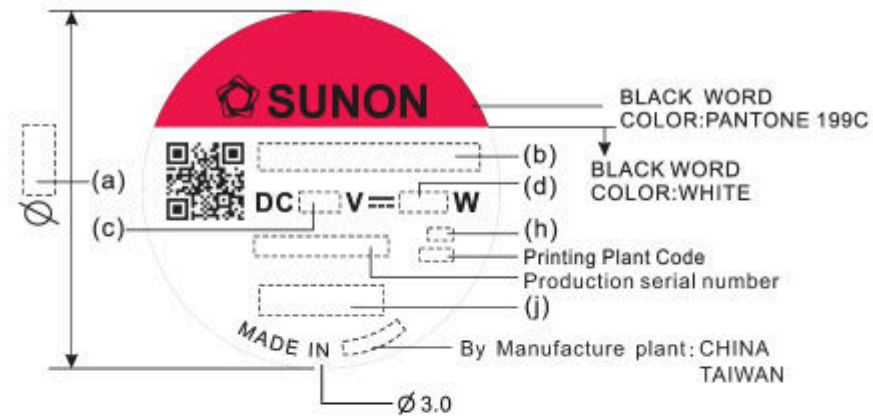 SUNON
BLACK WORD
COLOR:PANTONE 199C
(b)
BLACK WORD
COLOR:WHITE
(a)
(d)
DC V W
(c)
(h)
Printing Plant Code
Production serial number
(j)
MADE IN
By Manufacture plant: CHINA
TAIWAN
Ø
Ø 3.0